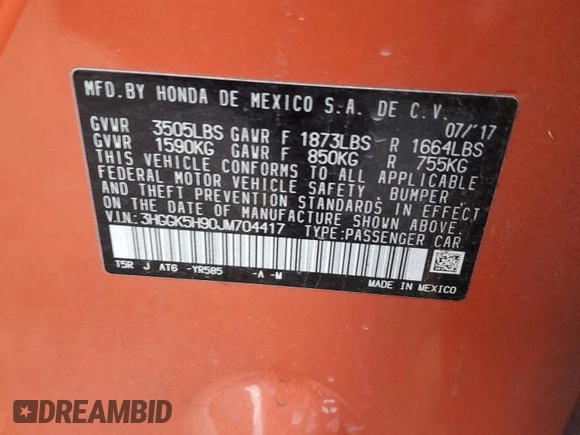 MFD.BY HONDA DE MEXICO S.A. DE C.V.
07/'17
GVWR 3505LBS GAWR F 1873LBS R 1664LBS
GVWR 1590KG GAWR F 850KG R 755KG
THIS VEHICLE CONFORMS TO ALL APPLICABLE
FEDERAL MOTOR VEHICLE SAFETY, BUMPER,
AND THEFT PREVENTION STANDARDS IN EFFECT
ON THE DATE OF MANUFACTURE SHOWN ABOVE.
V.I.N: 3HGGK5H90JM704417 TYPE:PASSENGER CAR
T5R J AT6 -YR585 -A -M
MADE IN MEXICO
DREAMBID